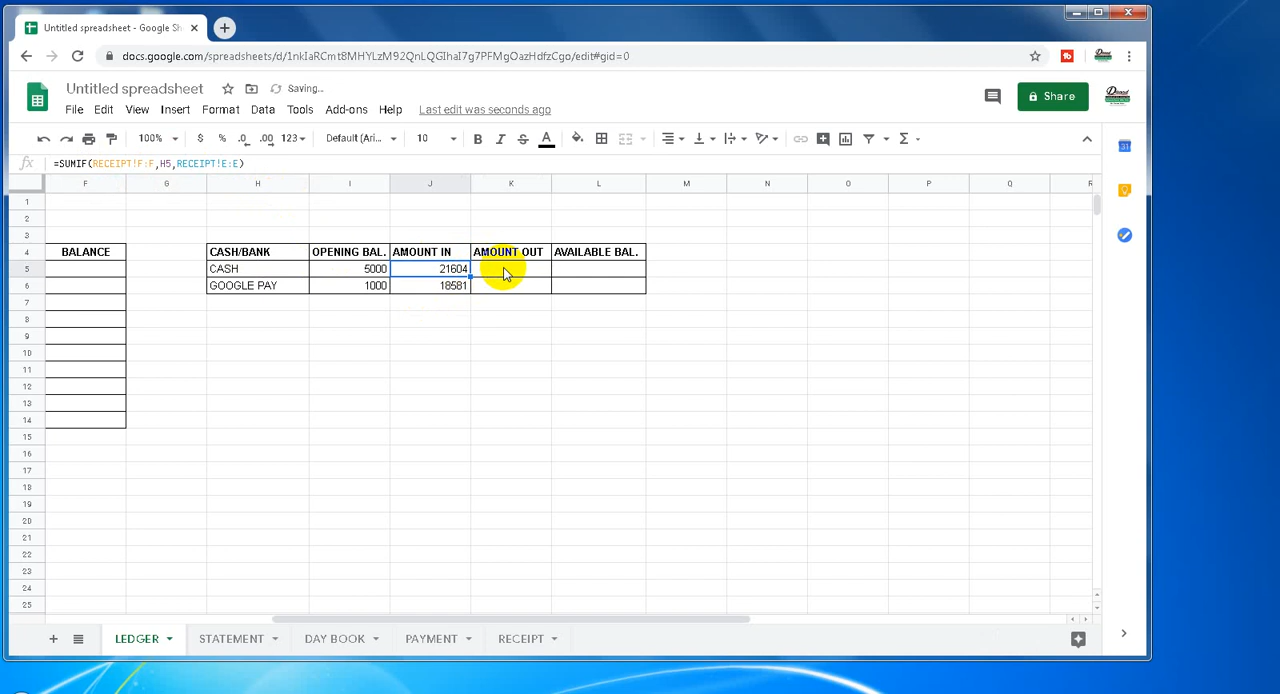 Untitled spreadsheet - Google Sh
docs.google.com/spreadsheets/d/1nkIaRCmt8MHYLzM92QnLQGIhaI7g7PFMgOazHdfzCgo/edit#gid=0
Untitled spreadsheet Saving...
File Edit View Insert Format Data Tools Add-ons Help Last edit was seconds ago
Share
100% $ % .0 .00 123 Default (Ari... 10 B I S A Σ
31
fx =SUMIF(RECEIPT!F:F,H5,RECEIPT!E:E)
F G H I J K L M N O P Q R
1
2
3
4 BALANCE CASH/BANK OPENING BAL. AMOUNT IN AMOUNT OUT AVAILABLE BAL.
5 CASH 5000 21604
6 GOOGLE PAY 1000 18581
7
8
9
10
11
12
13
14
15
16
17
18
19
20
21
22
23
24
25
LEDGER STATEMENT DAY BOOK PAYMENT RECEIPT